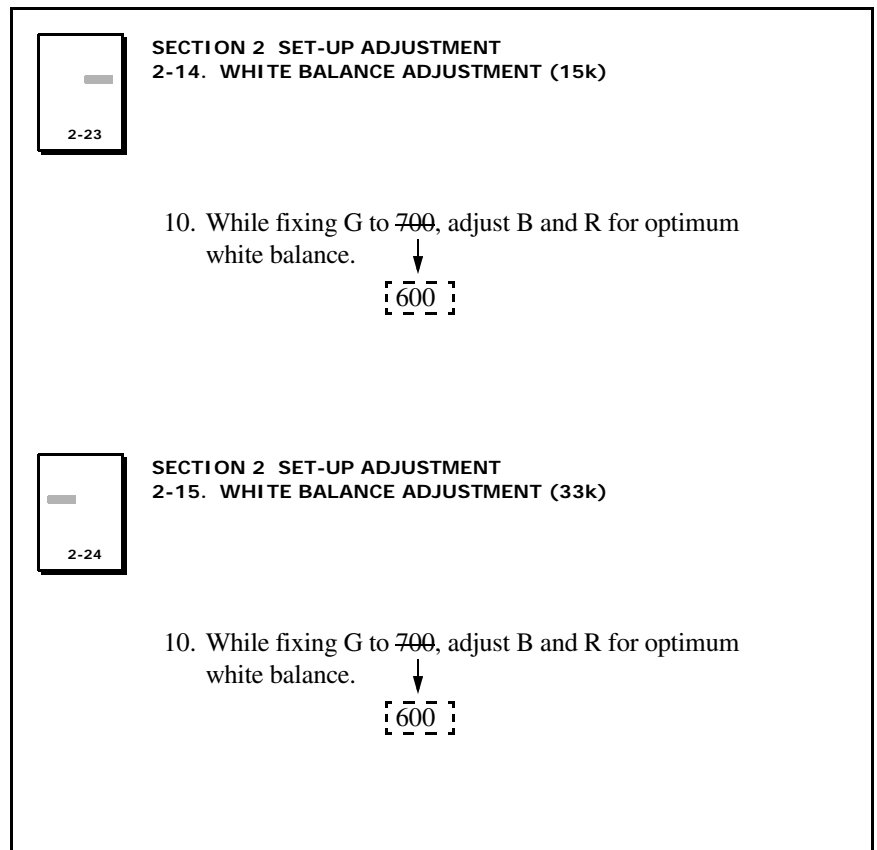 SECTION 2 SET-UP ADJUSTMENT
2-14. WHITE BALANCE ADJUSTMENT (15k)
2-23
10. While fixing G to 700, adjust B and R for optimum
white balance.
600
SECTION 2 SET-UP ADJUSTMENT
2-15. WHITE BALANCE ADJUSTMENT (33k)
2-24
10. While fixing G to 700, adjust B and R for optimum
white balance.
600